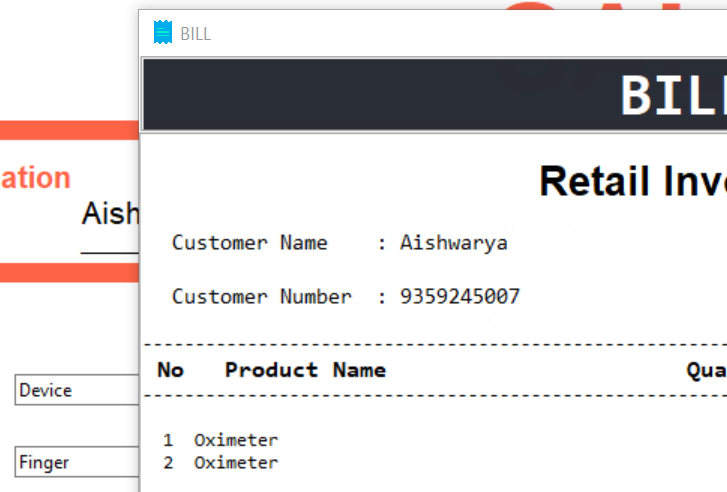 BILL
BILL
Retail Inv
ation
Aish
Customer Name : Aishwarya
Customer Number : 9359245007
No Product Name Qua
Device
1 Oximeter
2 Oximeter
Finger